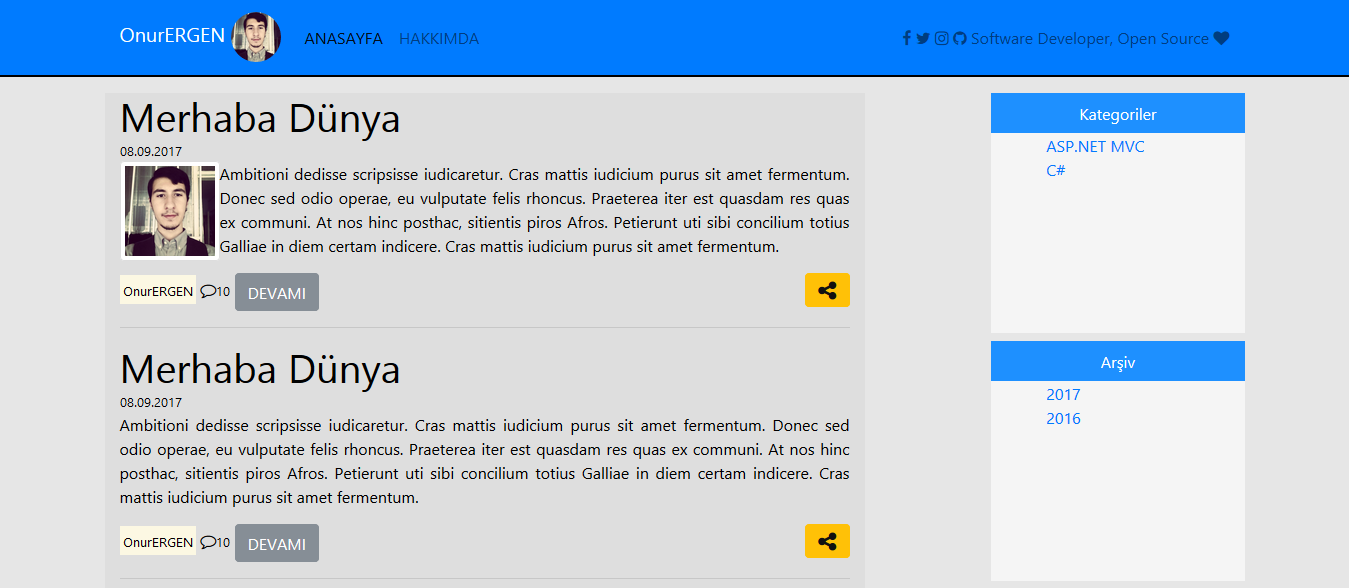 OnurERGEN ANASAYFA HAKKIMDA Software Developer, Open Source
Merhaba Dünya
08.09.2017
Ambitioni dedisse scripsisse iudicaretur. Cras mattis iudicium purus sit amet fermentum.
Donec sed odio operae, eu vulputate felis rhoncus. Praeterea iter est quasdam res quas
ex communi. At nos hinc posthac, sitientis piros Afros. Petierunt uti sibi concilium totius
Galliae in diem certam indicere. Cras mattis iudicium purus sit amet fermentum.
OnurERGEN 10 DEVAMI
Merhaba Dünya
08.09.2017
Ambitioni dedisse scripsisse iudicaretur. Cras mattis iudicium purus sit amet fermentum. Donec sed
odio operae, eu vulputate felis rhoncus. Praeterea iter est quasdam res quas ex communi. At nos hinc
posthac, sitientis piros Afros. Petierunt uti sibi concilium totius Galliae in diem certam indicere. Cras
mattis iudicium purus sit amet fermentum.
OnurERGEN 10 DEVAMI
Kategoriler
ASP.NET MVC
C#
Arşiv
2017
2016